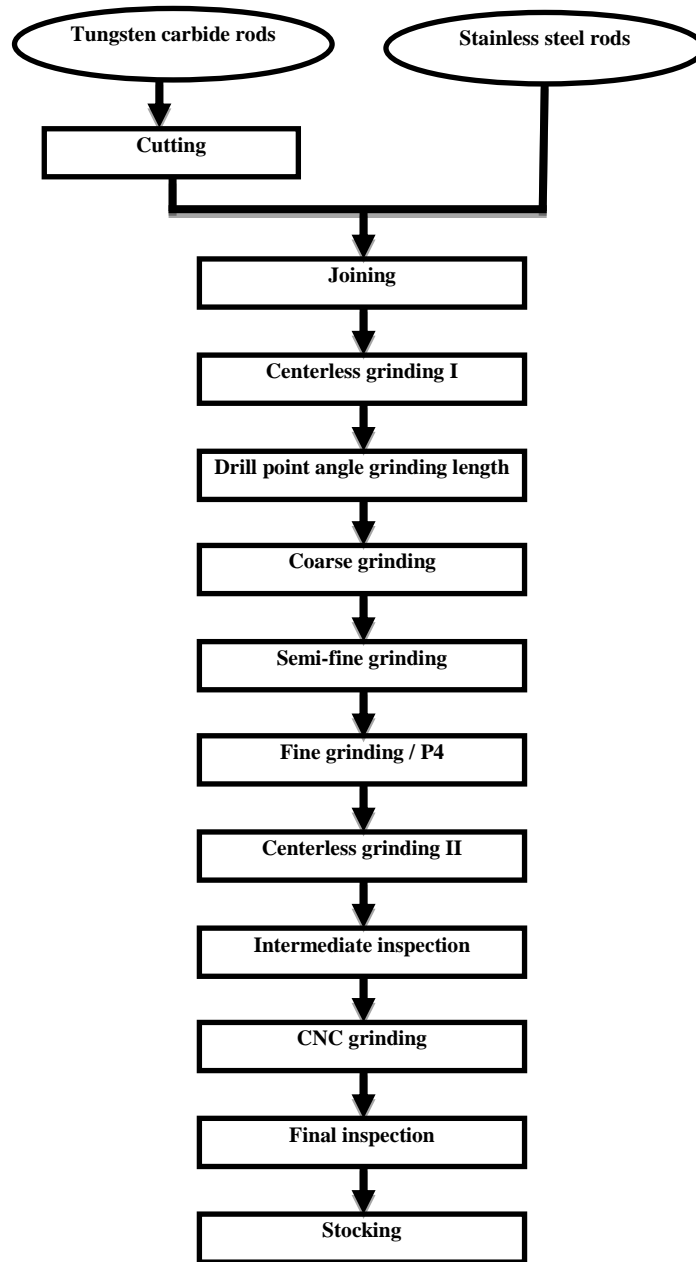 Tungsten carbide rods
Stainless steel rods
Cutting
Joining
Centerless grinding I
Drill point angle grinding length
Coarse grinding
Semi-fine grinding
Fine grinding / P4
Centerless grinding II
Intermediate inspection
CNC grinding
Final inspection
Stocking